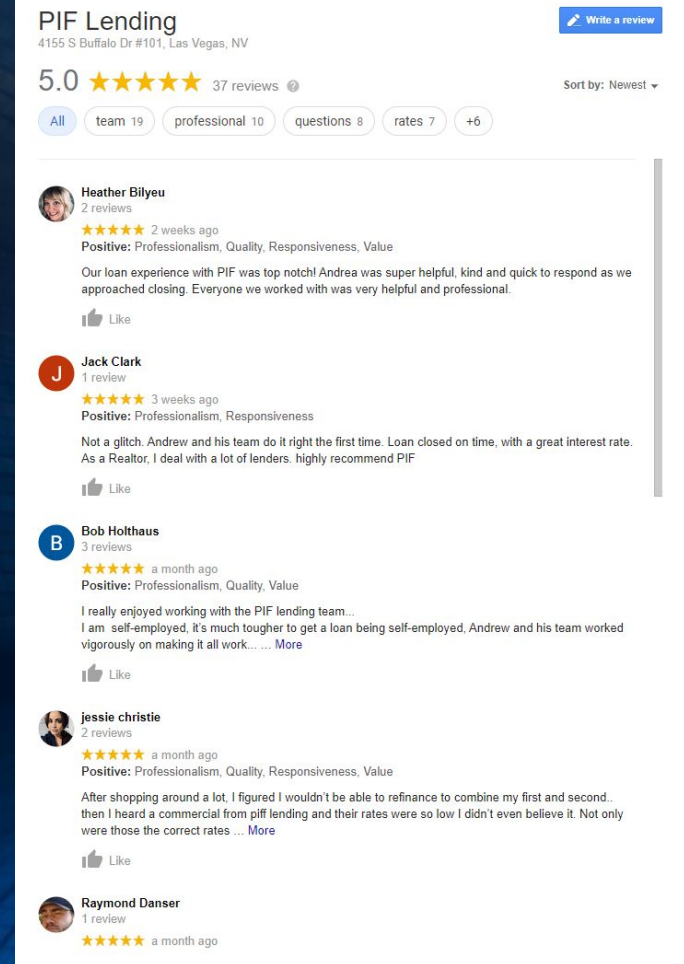 PIF Lending
Write a review
4155 S Buffalo Dr #101, Las Vegas, NV
5.0
37 reviews
?
Sort by: Newest
All
team 19
professional 10
questions 8
rates 7
+6
Heather Bilyeu
2 reviews
2 weeks ago
Positive: Professionalism, Quality, Responsiveness, Value
Our loan experience with PIF was top notch! Andrea was super helpful, kind and quick to respond as we
approached closing. Everyone we worked with was very helpful and professional.
Like
J
Jack Clark
1 review
3 weeks ago
Positive: Professionalism, Responsiveness
Not a glitch. Andrew and his team do it right the first time. Loan closed on time, with a great interest rate.
As a Realtor, I deal with a lot of lenders. highly recommend PIF
Like
B
Bob Holthaus
3 reviews
a month ago
Positive: Professionalism, Quality, Value
I really enjoyed working with the PIF lending team...
I am self-employed, it's much tougher to get a loan being self-employed, Andrew and his team worked
vigorously on making it all work... ... More
Like
jessie christie
2 reviews
a month ago
Positive: Professionalism, Quality, Responsiveness, Value
After shopping around a lot, I figured I wouldn't be able to refinance to combine my first and second..
then I heard a commercial from piff lending and their rates were so low I didn't even believe it. Not only
were those the correct rates ... More
Like
Raymond Danser
1 review
a month ago